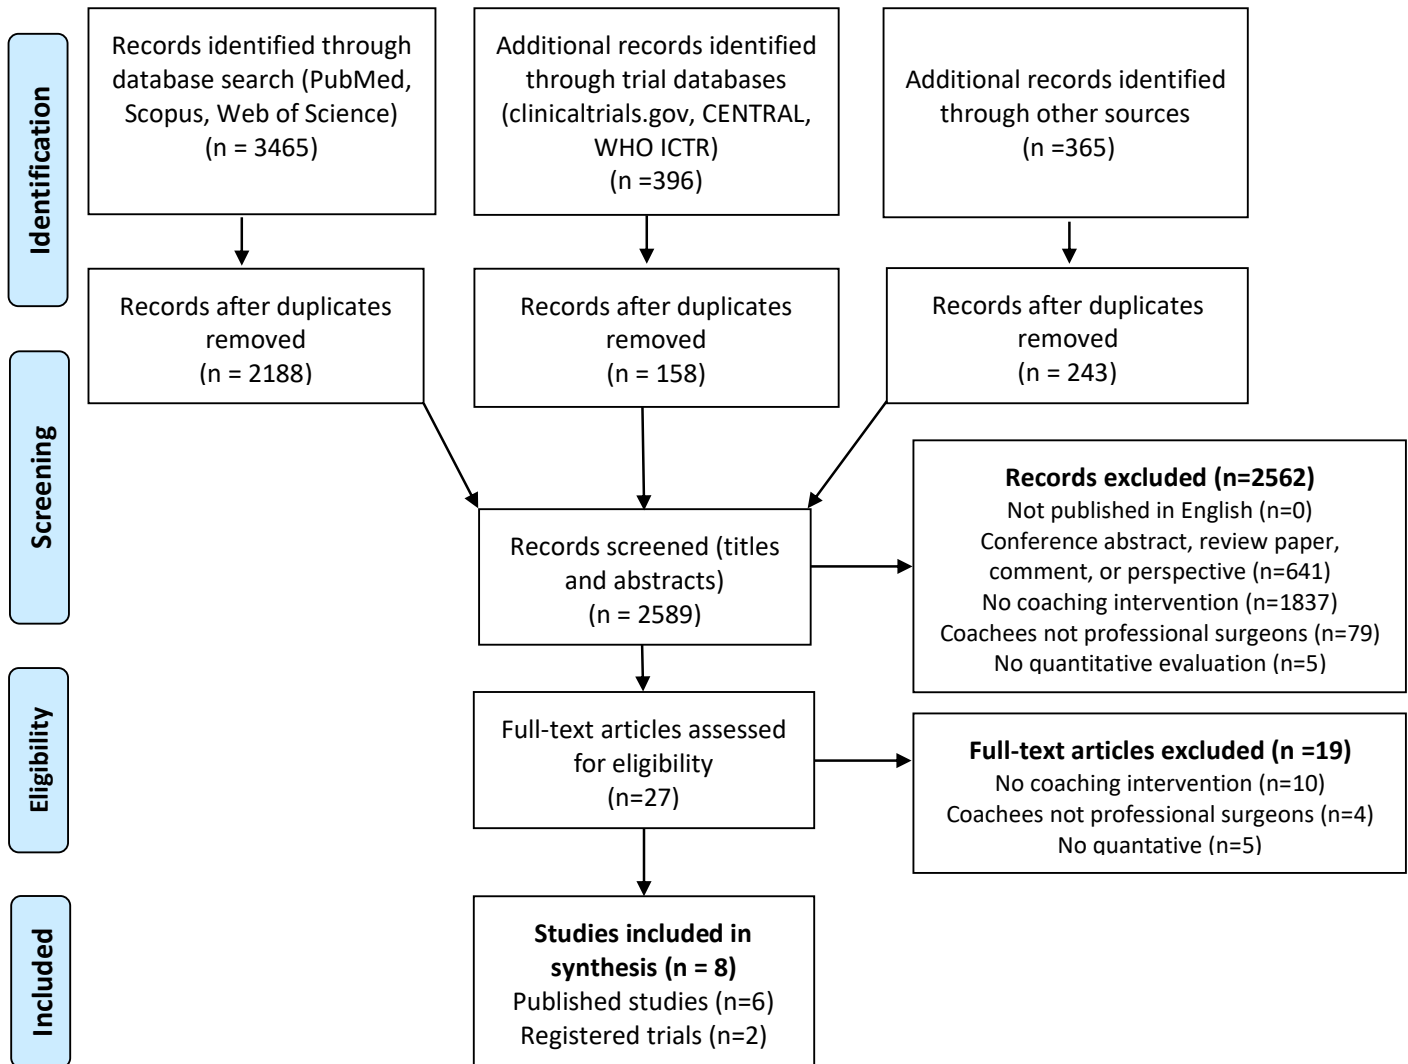 Identification
Records identified through
database search (PubMed,
Scopus, Web of Science)
(n = 3465)
Additional records identified
through trial databases
(clinicaltrials.gov, CENTRAL,
WHO ICTR)
(n =396)
Additional records identified
through other sources
(n =365)
Records after duplicates
removed
(n = 2188)
Records after duplicates
removed
(n = 158)
Records after duplicates
removed
(n = 243)
Screening
Records screened (titles
and abstracts)
(n = 2589)
Records excluded (n=2562)
Not published in English (n=0)
Conference abstract, review paper,
comment, or perspective (n=641)
No coaching intervention (n=1837)
Coachees not professional surgeons (n=79)
No quantitative evaluation (n=5)
Eligibility
Full-text articles assessed
for eligibility
(n=27)
Full-text articles excluded (n =19)
No coaching intervention (n=10)
Coachees not professional surgeons (n=4)
No quantative (n=5)
Included
Studies included in
synthesis (n = 8)
Published studies (n=6)
Registered trials (n=2)